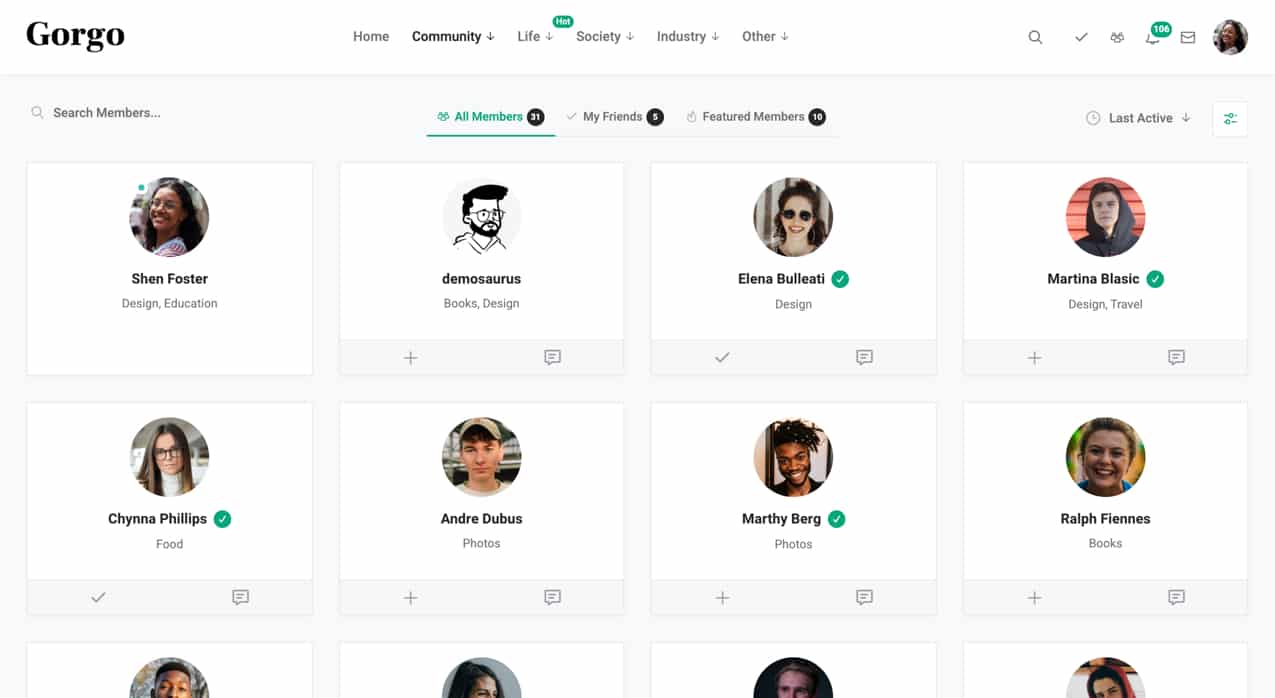 Gorgo
Home
Community
Life
Hot
Society
Industry
Other
106
Search Members...
All Members 31
My Friends 5
Featured Members 10
Last Active
Shen Foster
Design, Education
demosaurus
Books, Design
Elena Bulleati
Design
Martina Blasic
Design, Travel
Chynna Phillips
Food
Andre Dubus
Photos
Marthy Berg
Photos
Ralph Fiennes
Books